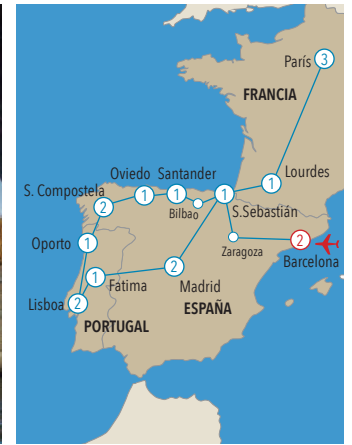 París
3
FRANCIA
Lourdes
1
Oviedo
1
Santander
1
Bilbao
1
S.Sebastián
S. Compostela
2
Zaragoza
2
Barcelona
Oporto
1
1
Fatima
2
Madrid
Lisboa
2
ESPAÑA
PORTUGAL